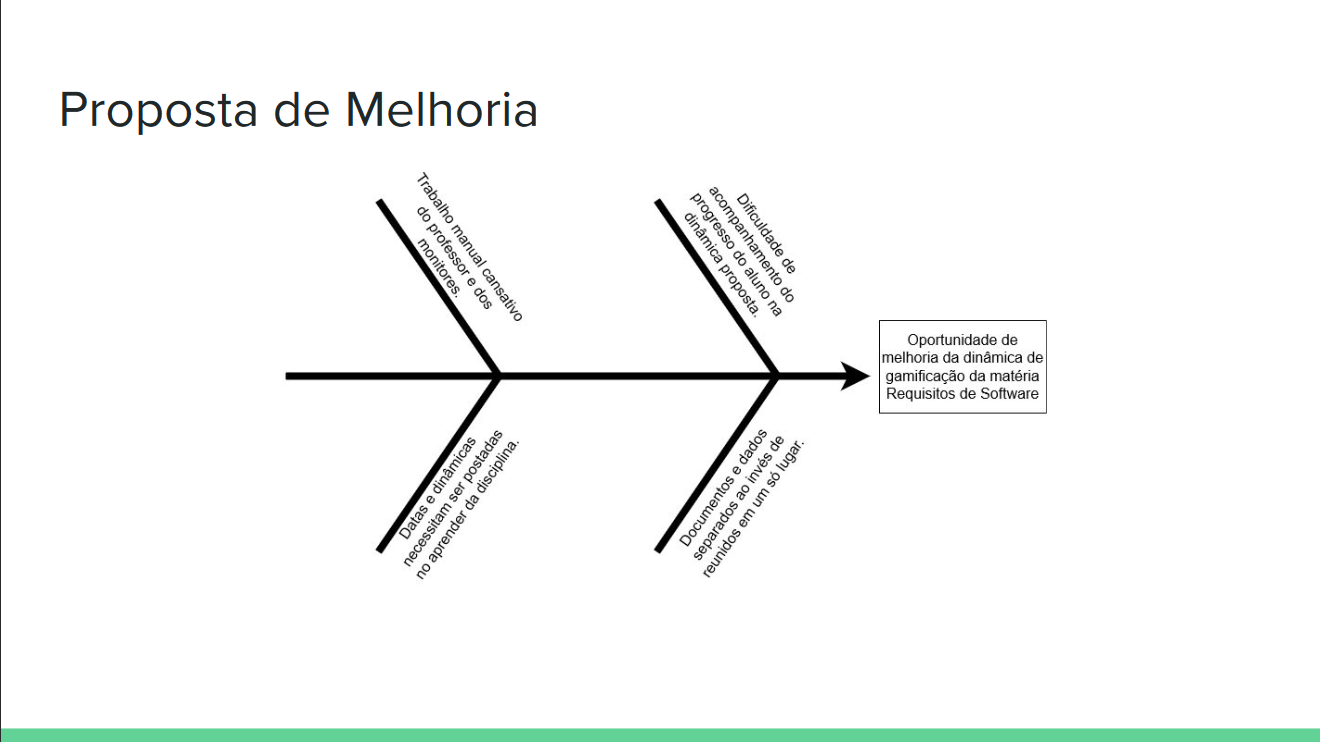 Proposta de Melhoria
Trabalho manual cansativo
do professor e dos
monitores.
Dificuldade de
acompanhamento do
progresso do aluno na
dinâmica proposta.
Oportunidade de
melhoria da dinâmica de
gamificação da matéria
Requisitos de Software
Datas e dinâmicas
necessitam ser postadas
no aprender da disciplina.
Documentos e dados
separados ao invés de
reunidos em um só lugar.